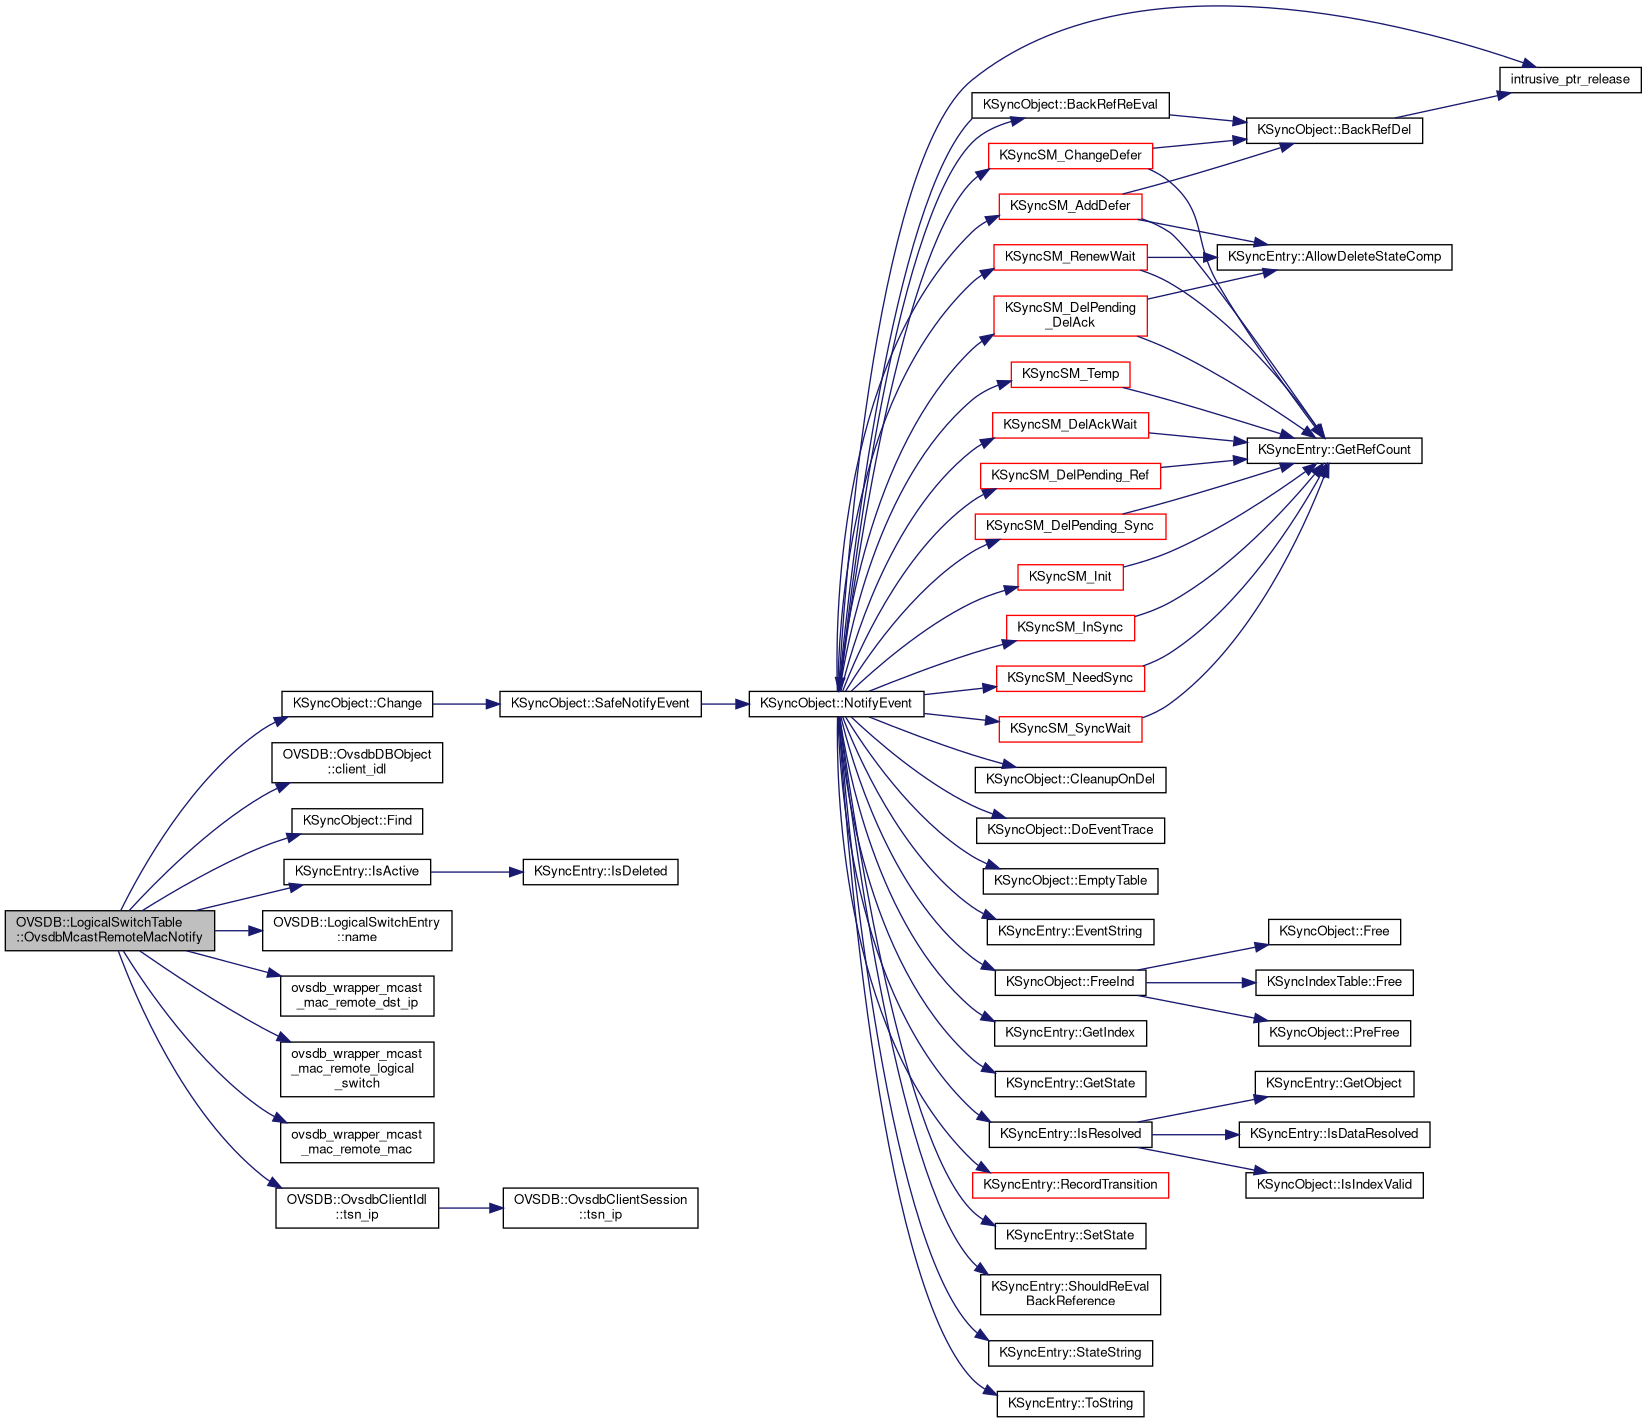 OVSDB::LogicalSwitchTable
::OvsdbMcastRemoteMacNotify
KSyncObject::Change
OVSDB::OvsdbDBObject
::client_idl
KSyncObject::Find
KSyncEntry::IsActive
OVSDB::LogicalSwitchEntry
::name
ovsdb_wrapper_mcast
_mac_remote_dst_ip
ovsdb_wrapper_mcast
_mac_remote_logical
_switch
ovsdb_wrapper_mcast
_mac_remote_mac
OVSDB::OvsdbClientIdl
::tsn_ip
KSyncObject::SafeNotifyEvent
KSyncEntry::IsDeleted
OVSDB::OvsdbClientSession
::tsn_ip
KSyncObject::NotifyEvent
KSyncObject::BackRefReEval
KSyncSM_ChangeDefer
KSyncSM_AddDefer
KSyncSM_RenewWait
KSyncSM_DelPending
_DelAck
KSyncSM_Temp
KSyncSM_DelAckWait
KSyncSM_DelPending_Ref
KSyncSM_DelPending_Sync
KSyncSM_Init
KSyncSM_InSync
KSyncSM_NeedSync
KSyncSM_SyncWait
KSyncObject::CleanupOnDel
KSyncObject::DoEventTrace
KSyncObject::EmptyTable
KSyncEntry::EventString
KSyncObject::FreeInd
KSyncEntry::GetIndex
KSyncEntry::GetState
KSyncEntry::IsResolved
KSyncEntry::RecordTransition
KSyncEntry::SetState
KSyncEntry::ShouldReEval
BackReference
KSyncEntry::StateString
KSyncEntry::ToString
intrusive_ptr_release
KSyncObject::BackRefDel
KSyncEntry::AllowDeleteStateComp
KSyncEntry::GetRefCount
KSyncObject::Free
KSyncIndexTable::Free
KSyncObject::PreFree
KSyncEntry::GetObject
KSyncEntry::IsDataResolved
KSyncObject::IsIndexValid